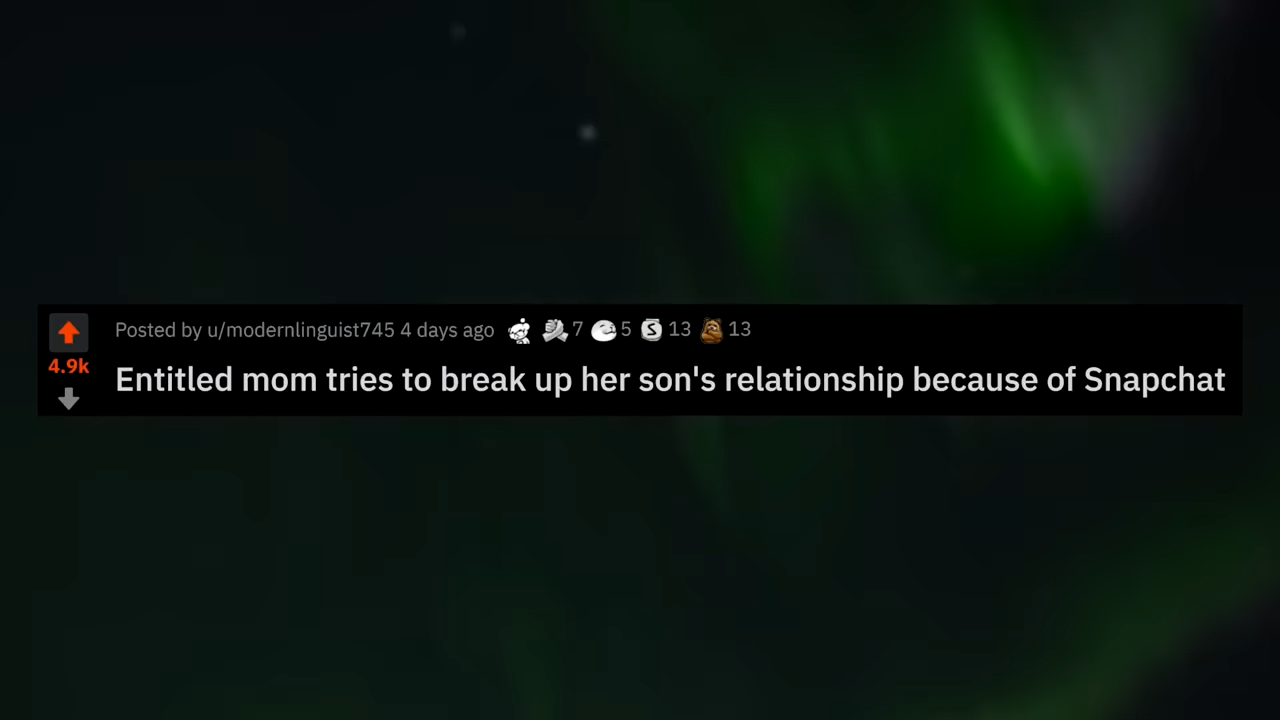 Posted by u/modernlinguist745 4 days ago 7 5 S 13 13
4.9k
Entitled mom tries to break up her son's relationship because of Snapchat